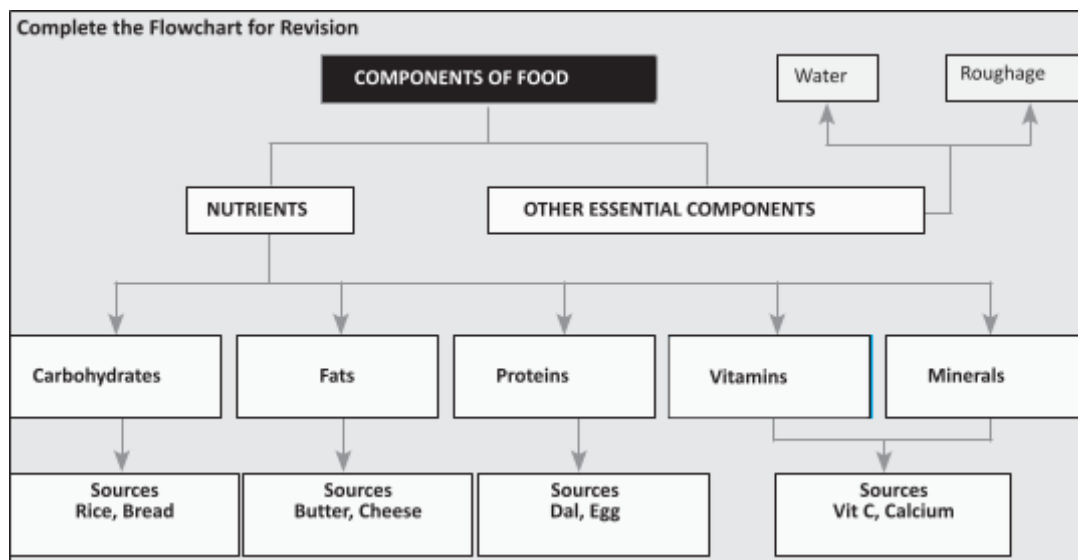 Complete the Flowchart for Revision
COMPONENTS OF FOOD
Water
Roughage
NUTRIENTS
OTHER ESSENTIAL COMPONENTS
Carbohydrates
Fats
Proteins
Vitamins
Minerals
Sources
Rice, Bread
Sources
Butter, Cheese
Sources
Dal, Egg
Sources
Vit C, Calcium